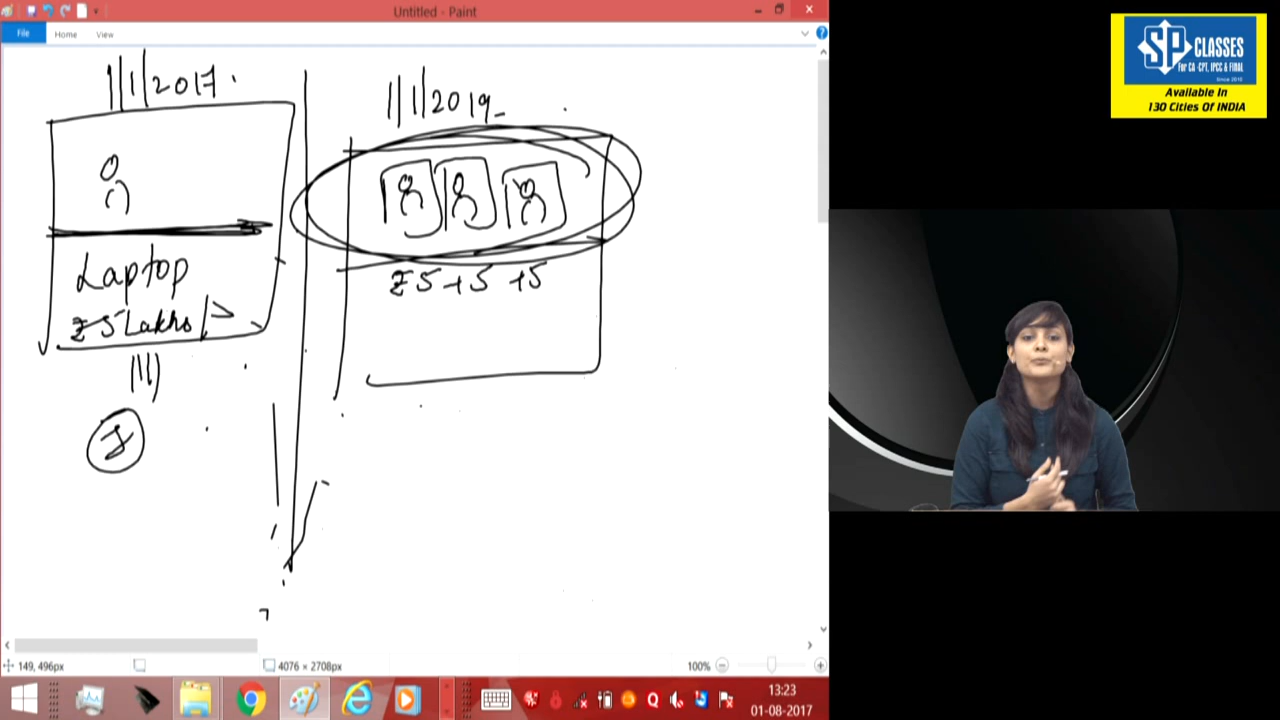 Untitled - Paint
File Home View
1/1/2017.
1/1/2019
Laptop
₹5 Lakhs/
₹5+5+5
SP CLASSES
For CA -CPT, IPCC & FINAL
Since 2010
Available In
130 Cities Of INDIA
149, 496px
4076 × 2708px
100%
13:23
01-08-2017